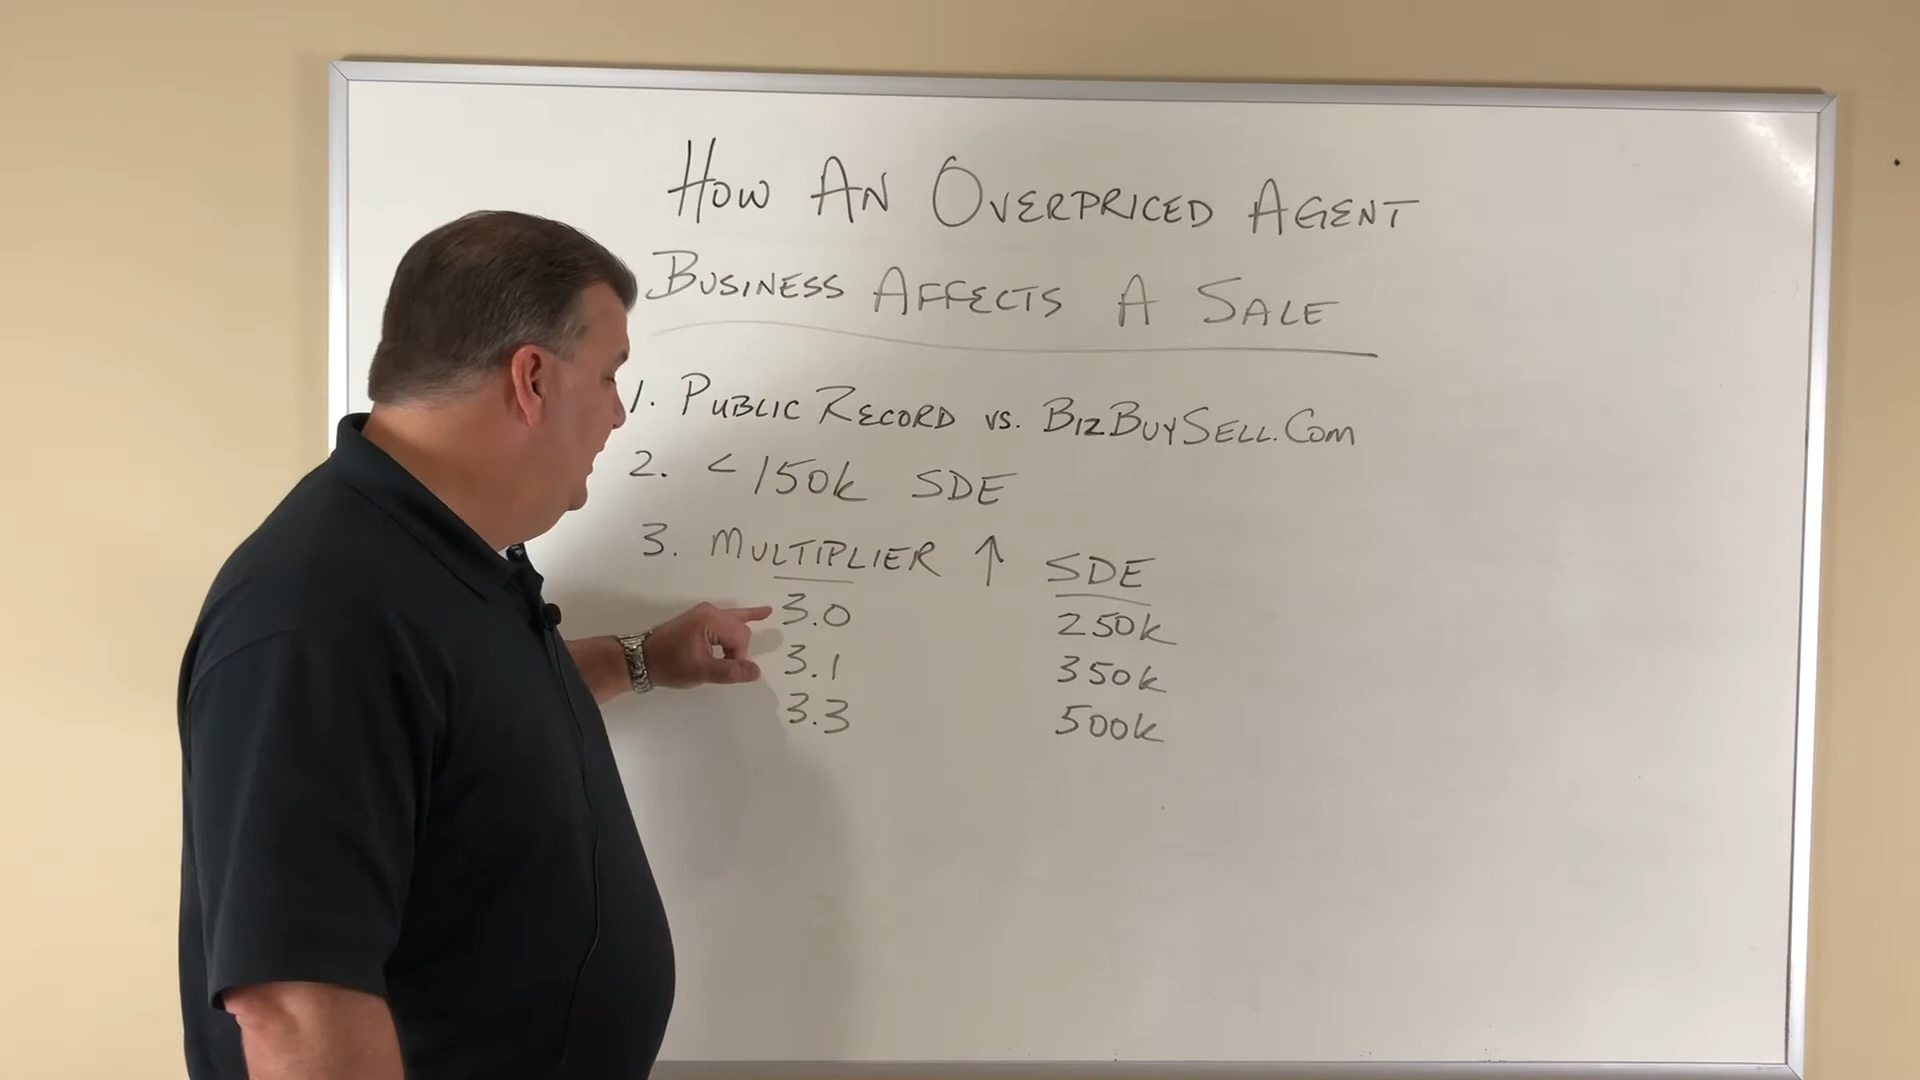 How An Overpriced Agent
Business Affects A Sale
1. Public Record vs. BizBuySell.Com
2. < 150k SDE
3. Multiplier ↑ SDE
3.0 250k
3.1 350k
3.3 500k